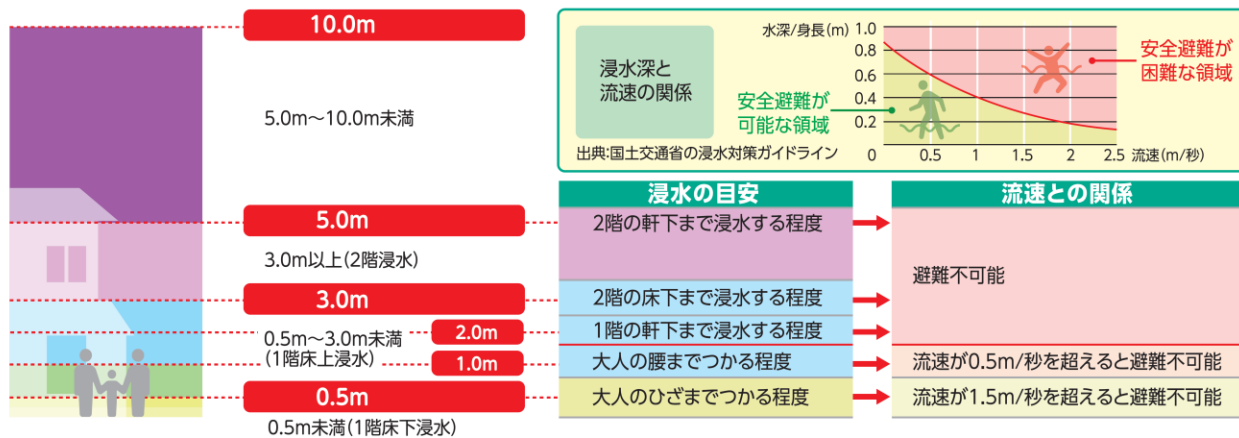 10.0m
5.0m～10.0m未満
5.0m
3.0m以上(2階浸水)
3.0m
0.5m～3.0m未満
(1階床上浸水)
2.0m
1.0m
0.5m
0.5m未満(1階床下浸水)
浸水深と
流速の関係
出典:国土交通省の浸水対策ガイドライン
水深/身長(m)
1.0
0.8
0.6
0.4
0.2
0
0.5
1
1.5
2
2.5
流速(m/秒)
安全避難が
可能な領域
安全避難が
困難な領域
浸水の目安
流速との関係
2階の軒下まで浸水する程度
2階の床下まで浸水する程度
1階の軒下まで浸水する程度
避難不可能
大人の腰までつかる程度
流速が0.5m/秒を超えると避難不可能
大人のひざまでつかる程度
流速が1.5m/秒を超えると避難不可能